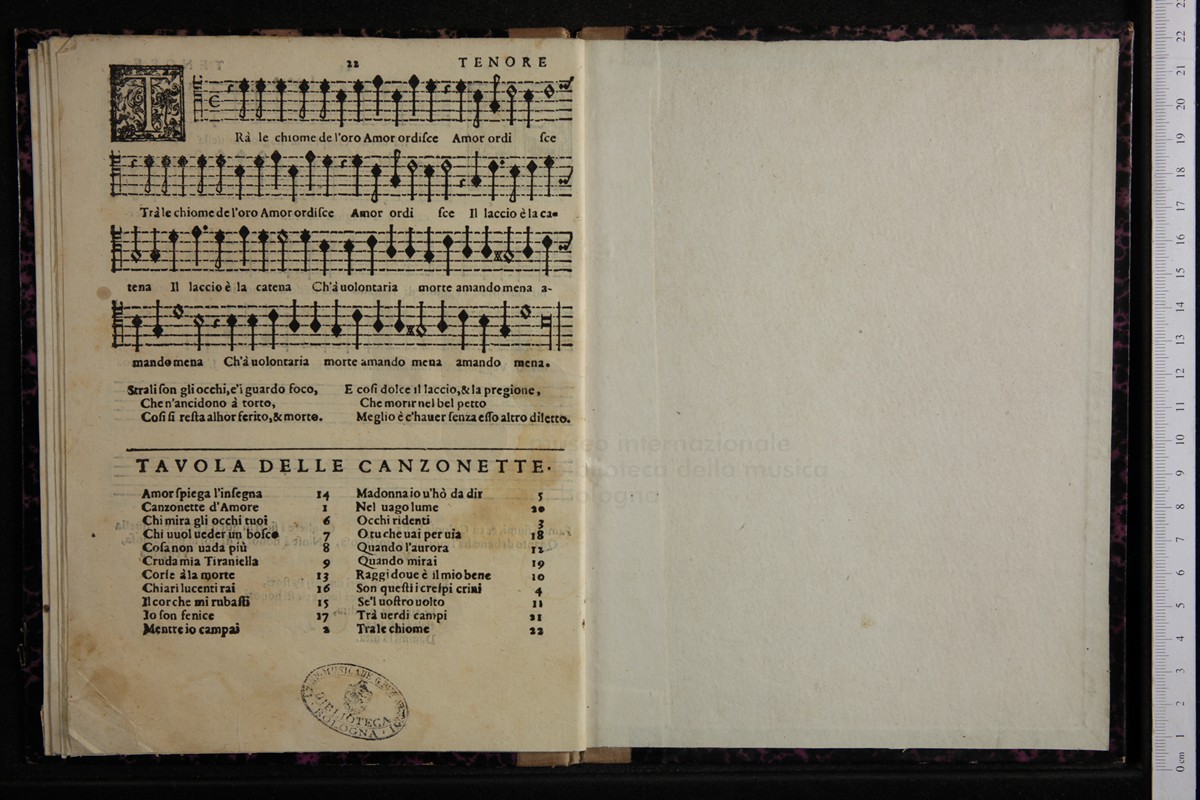 22 TENORE
TRà le chiome de l'oro Amor ordiſce Amor ordi ſce
Trà le chiome de l'oro Amor ordiſce Amor ordi ſce Il laccio è la ca-
tena Il laccio è la catena Ch'à uolontaria morte amando mena a-
mando mena Ch'à uolontaria morte amando mena amando mena.
Strali ſon gli occhi, e'i guardo foco,
Che n'ancidono à torto,
Coſi ſi reſta alhor ferito, & morto.
E coſi dolce il laccio, & la pregione,
Che morir nel bel petto
Meglio è c'hauer ſenza eſſo altro diletto.
TAVOLA DELLE CANZONETTE.
Amor ſpiega l'inſegna 14
Canzonette d'Amore 1
Chi mira gli occhi tuoi 6
Chi uuol ueder un boſco 7
Coſa non uada più 8
Cruda mia Tiraniella 9
Corſe à la morte 13
Chiari lucenti rai 16
Il cor che mi rubaſti 15
Io ſon fenice 17
Mentre io campai 2
Madonna io u'hò da dir 5
Nel uago lume 20
Occhi ridenti 3
O tu che uai per uia 18
Quando l'aurora 12
Quando mirai 19
Raggi doue è il mio bene 10
Son queſti i creſpi crini 4
Se'l uoſtro uolto 11
Trà uerdi campi 21
Tra le chiome 22
BIBLIOTECA
BOLOGNA
museo internazionale
biblioteca della musica
bologna